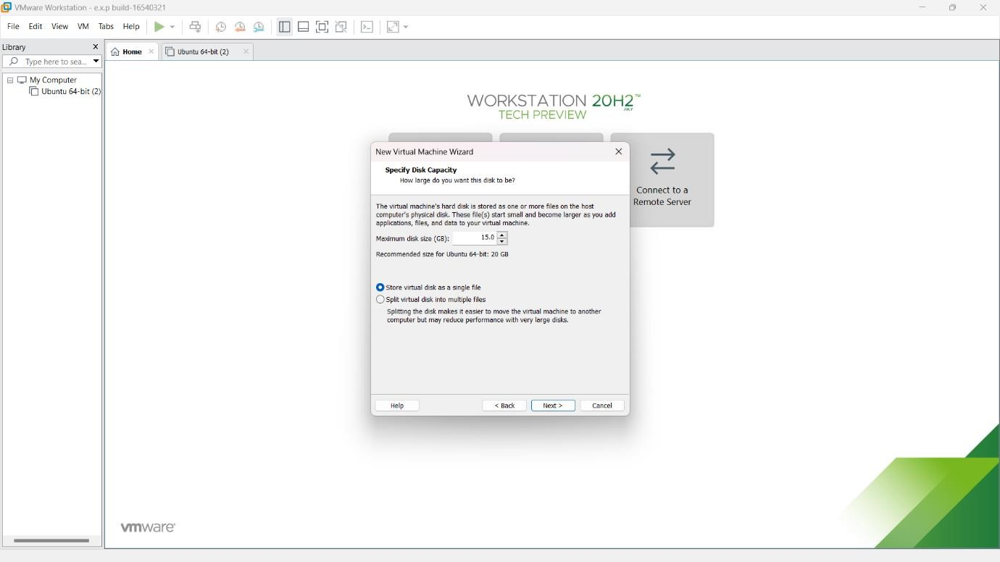 VMware Workstation - e.x.p build-16540321
File Edit View VM Tabs Help
Library
Type here to sea...
My Computer
Ubuntu 64-bit (2)
Home
Ubuntu 64-bit (2)
WORKSTATION 20H2™
JULY
TECH PREVIEW
Connect to a
Remote Server
New Virtual Machine Wizard
Specify Disk Capacity
How large do you want this disk to be?
The virtual machine's hard disk is stored as one or more files on the host
computer's physical disk. These file(s) start small and become larger as you add
applications, files, and data to your virtual machine.
Maximum disk size (GB): 15.0
Recommended size for Ubuntu 64-bit: 20 GB
Store virtual disk as a single file
Split virtual disk into multiple files
Splitting the disk makes it easier to move the virtual machine to another
computer but may reduce performance with very large disks.
Help < Back Next > Cancel
vmware®